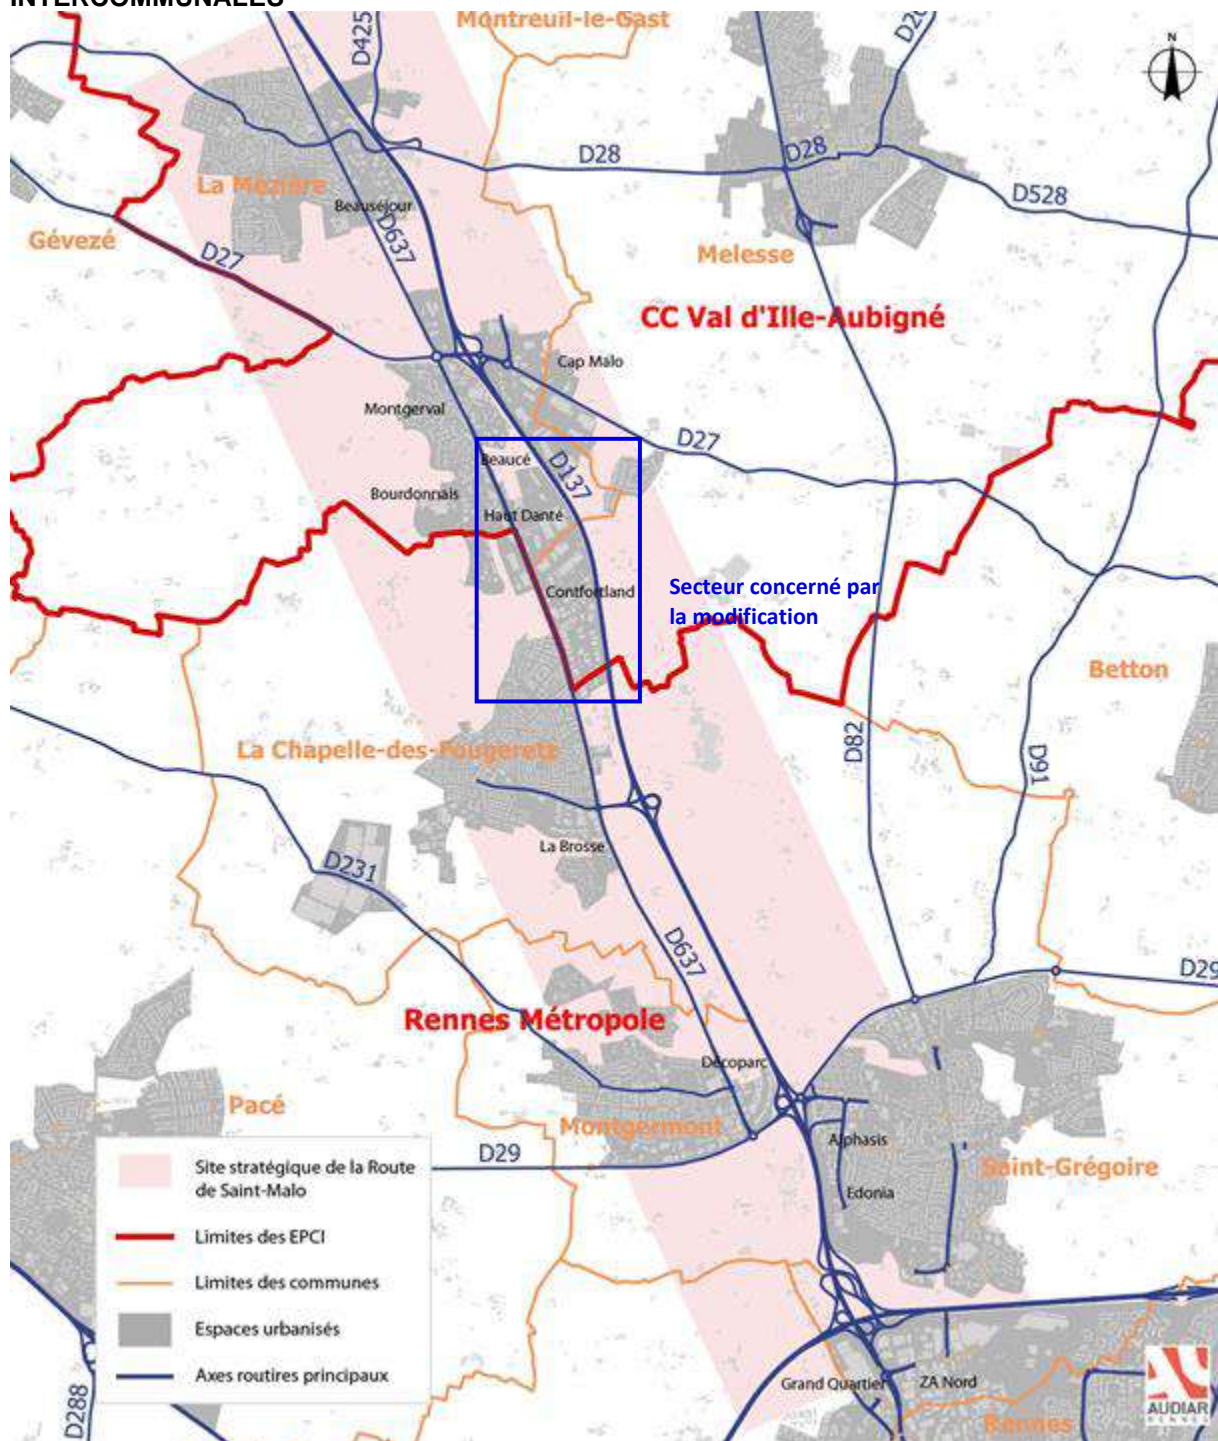 INTERCOMMUNALES
Montreuil-le-Gast
D425
D20
N
D28
D28
D528
La Mézière
Beauséjour
D637
Gévezé
D27
Melesse
CC Val d'Ille-Aubigné
Cap Malo
Montgerval
D27
Beaucé
D137
Bourdonnais
Haut Danté
Contfortland
Secteur concerné par
la modification
Betton
La Chapelle-des-Fougeretz
D82
D91
La Brosse
D231
D637
D29
Rennes Métropole
Décoparc
Pacé
Montgermont
Alphasis
D29
Saint-Grégoire
Edonia
Site stratégique de la Route
de Saint-Malo
Limites des EPCI
Limites des communes
Espaces urbanisés
Axes routires principaux
D288
Grand Quartier
ZA Nord
Rennes
AUDIAR
RENNES